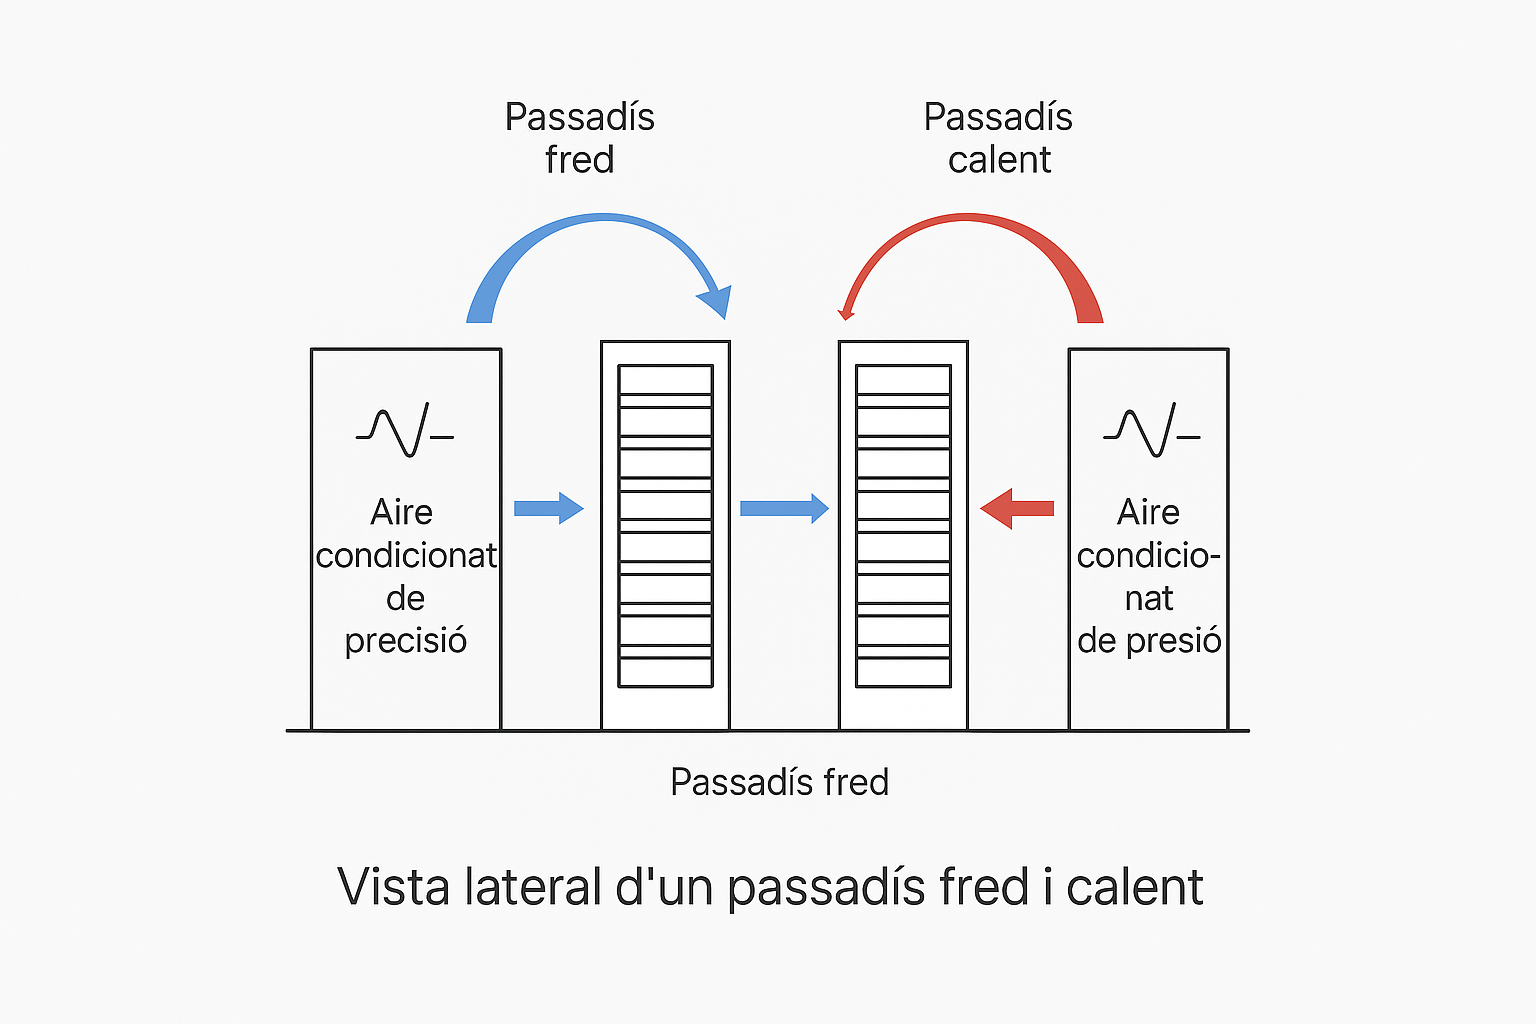 Passadís
fred
Passadís
calent
Aire
condicionat
de
precisió
Aire
condicio-
nat
de presió
Passadís fred
Vista lateral d'un passadís fred i calent